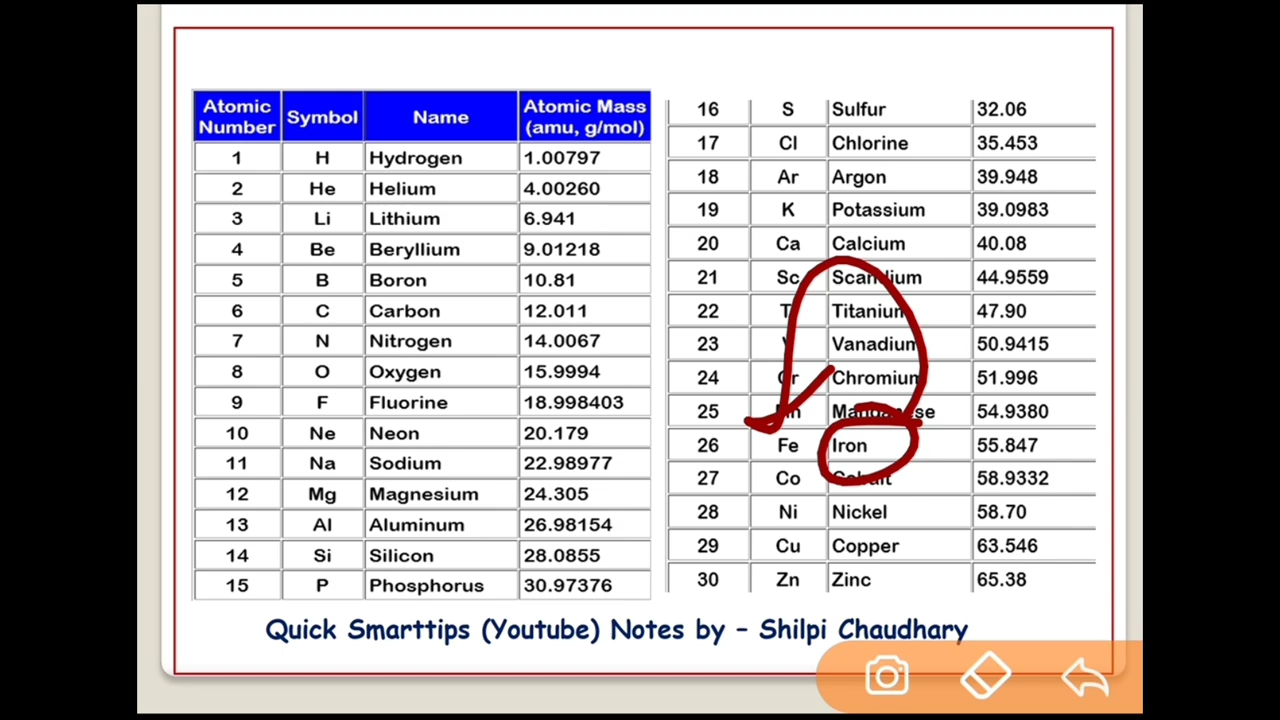 Atomic Number Symbol Name Atomic Mass (amu, g/mol)
1 H Hydrogen 1.00797
2 He Helium 4.00260
3 Li Lithium 6.941
4 Be Beryllium 9.01218
5 B Boron 10.81
6 C Carbon 12.011
7 N Nitrogen 14.0067
8 O Oxygen 15.9994
9 F Fluorine 18.998403
10 Ne Neon 20.179
11 Na Sodium 22.98977
12 Mg Magnesium 24.305
13 Al Aluminum 26.98154
14 Si Silicon 28.0855
15 P Phosphorus 30.97376
16 S Sulfur 32.06
17 Cl Chlorine 35.453
18 Ar Argon 39.948
19 K Potassium 39.0983
20 Ca Calcium 40.08
21 Sc Scandium 44.9559
22 Titanium 47.90
23 Vanadium 50.9415
24 Cr Chromium 51.996
25 Mn Manganese 54.9380
26 Fe Iron 55.847
27 Co Cobalt 58.9332
28 Ni Nickel 58.70
29 Cu Copper 63.546
30 Zn Zinc 65.38
Quick Smarttips (Youtube) Notes by – Shilpi Chaudhary